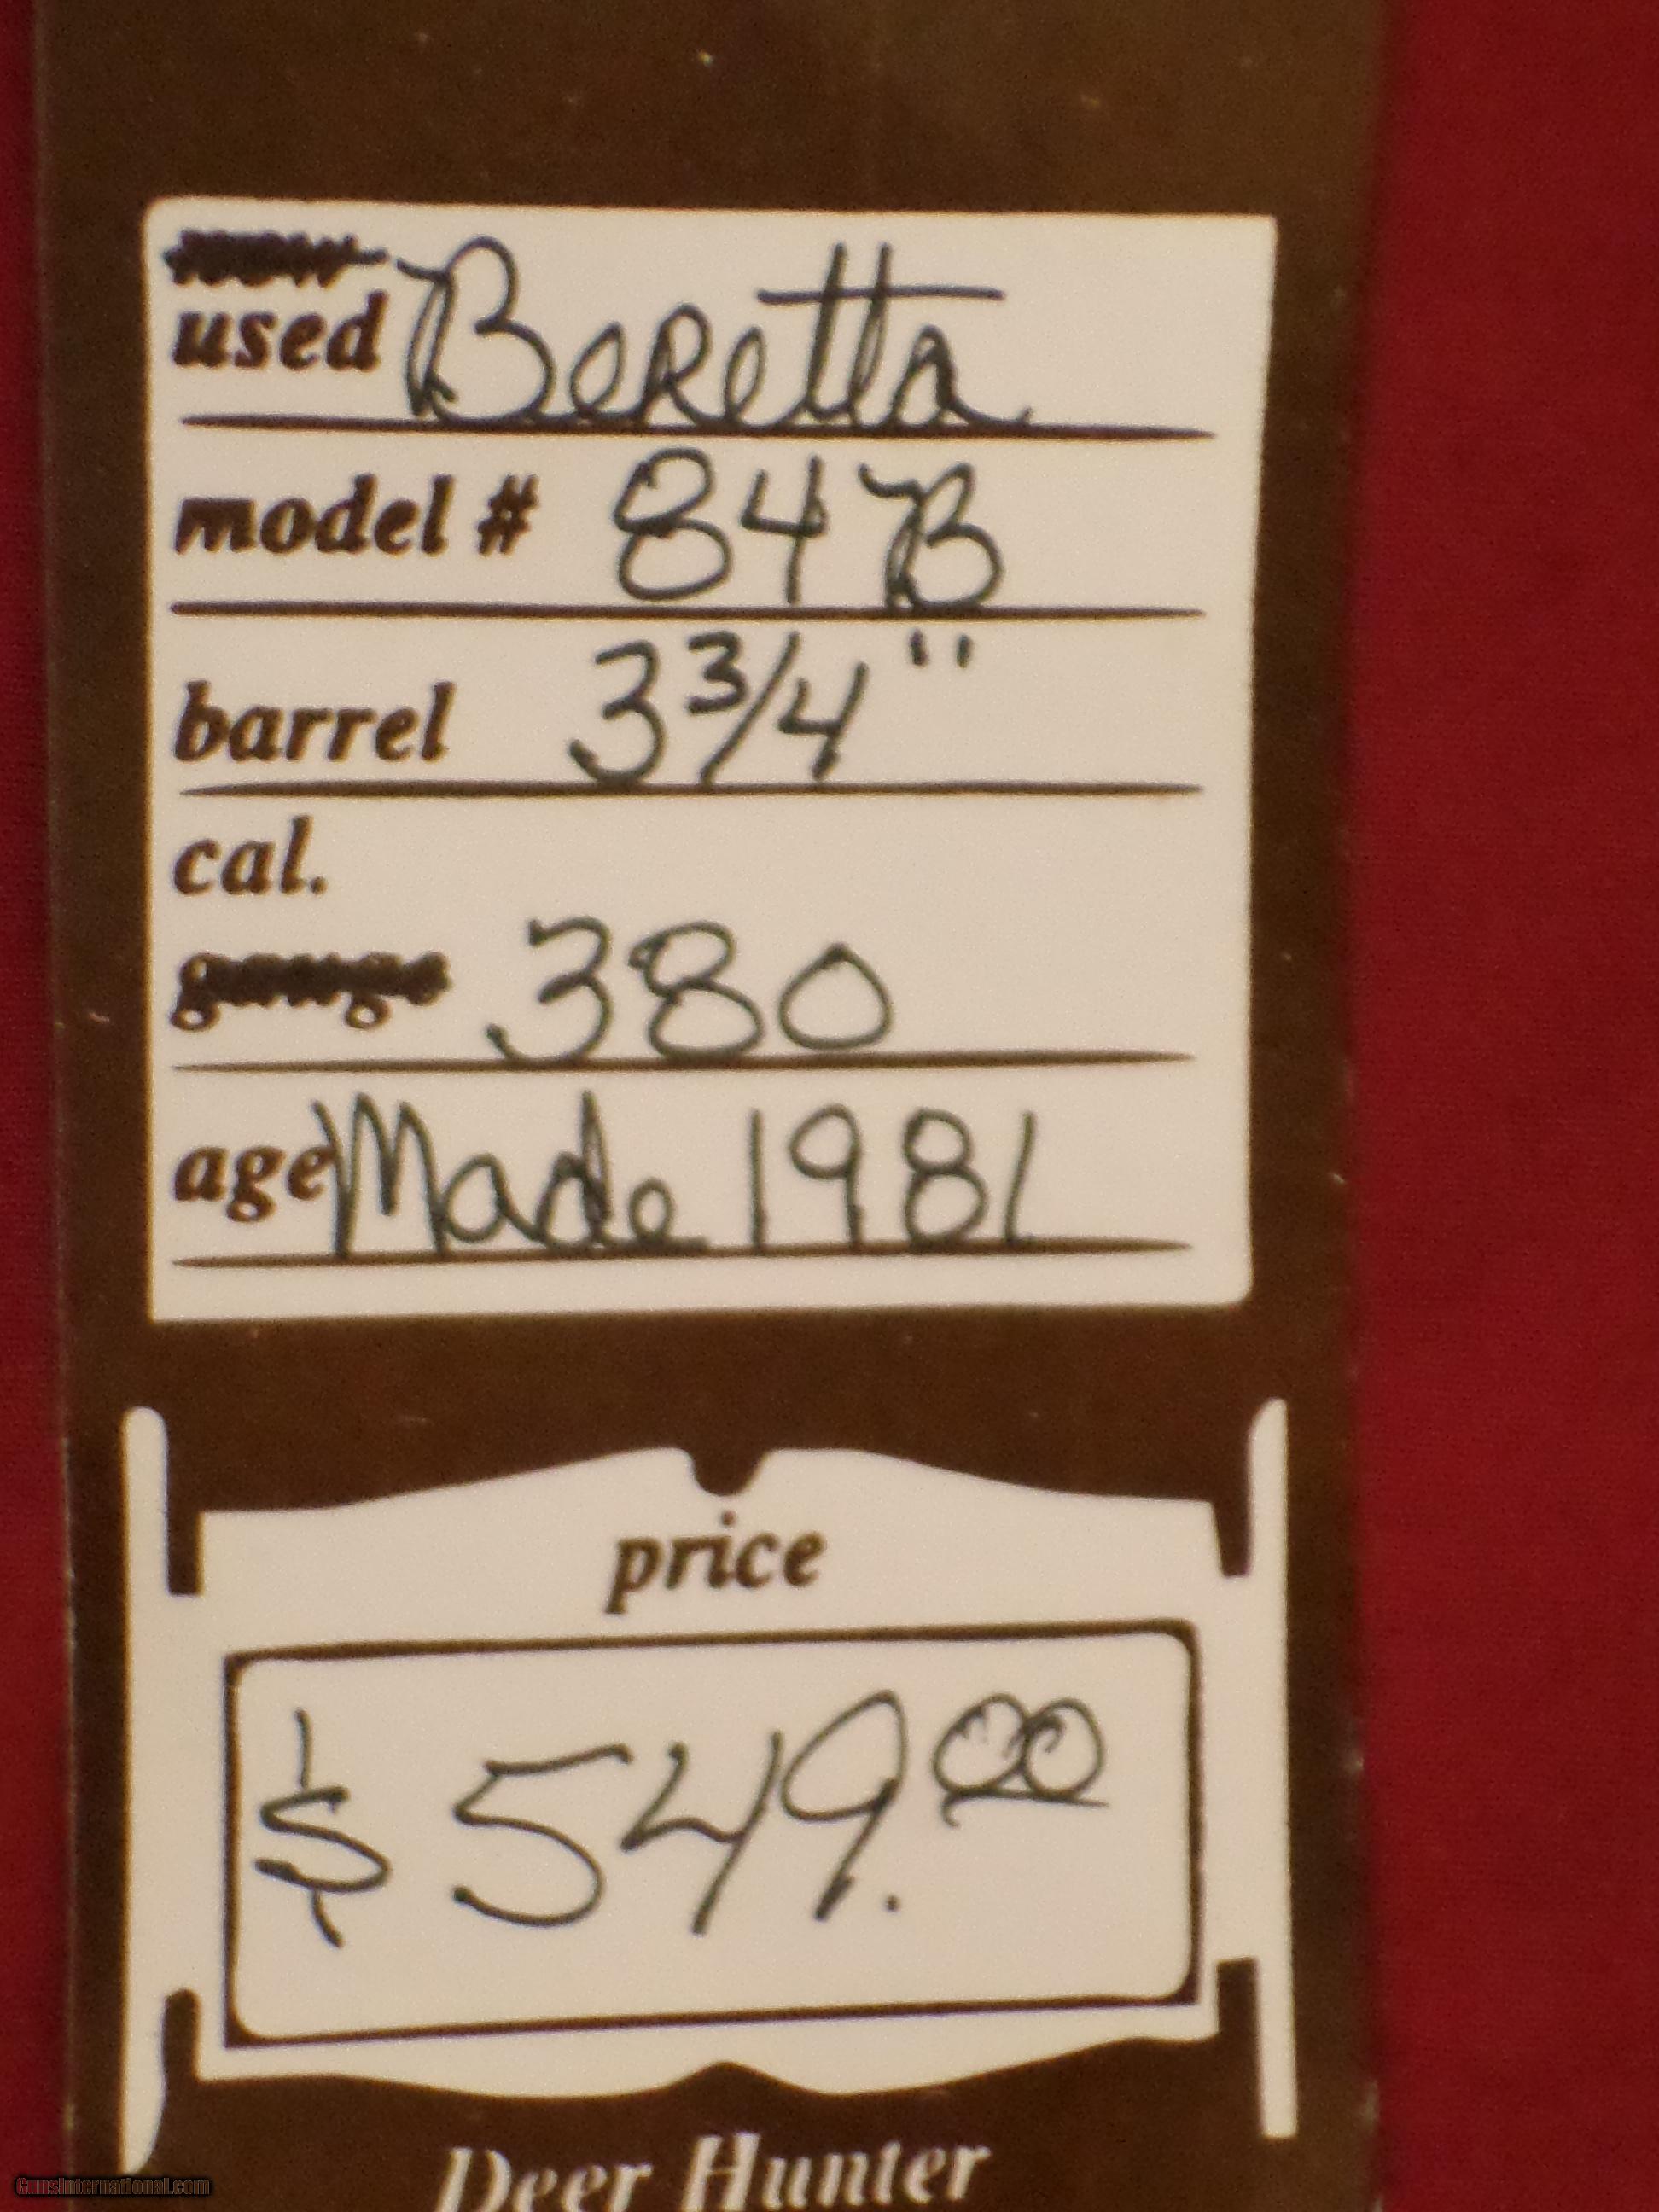 new
used Beretta
model # 84 B
barrel 3 3/4"
cal.
gauge 380
age Made 1981
price
$549.00
Deer Hunter
GunsInternational.com